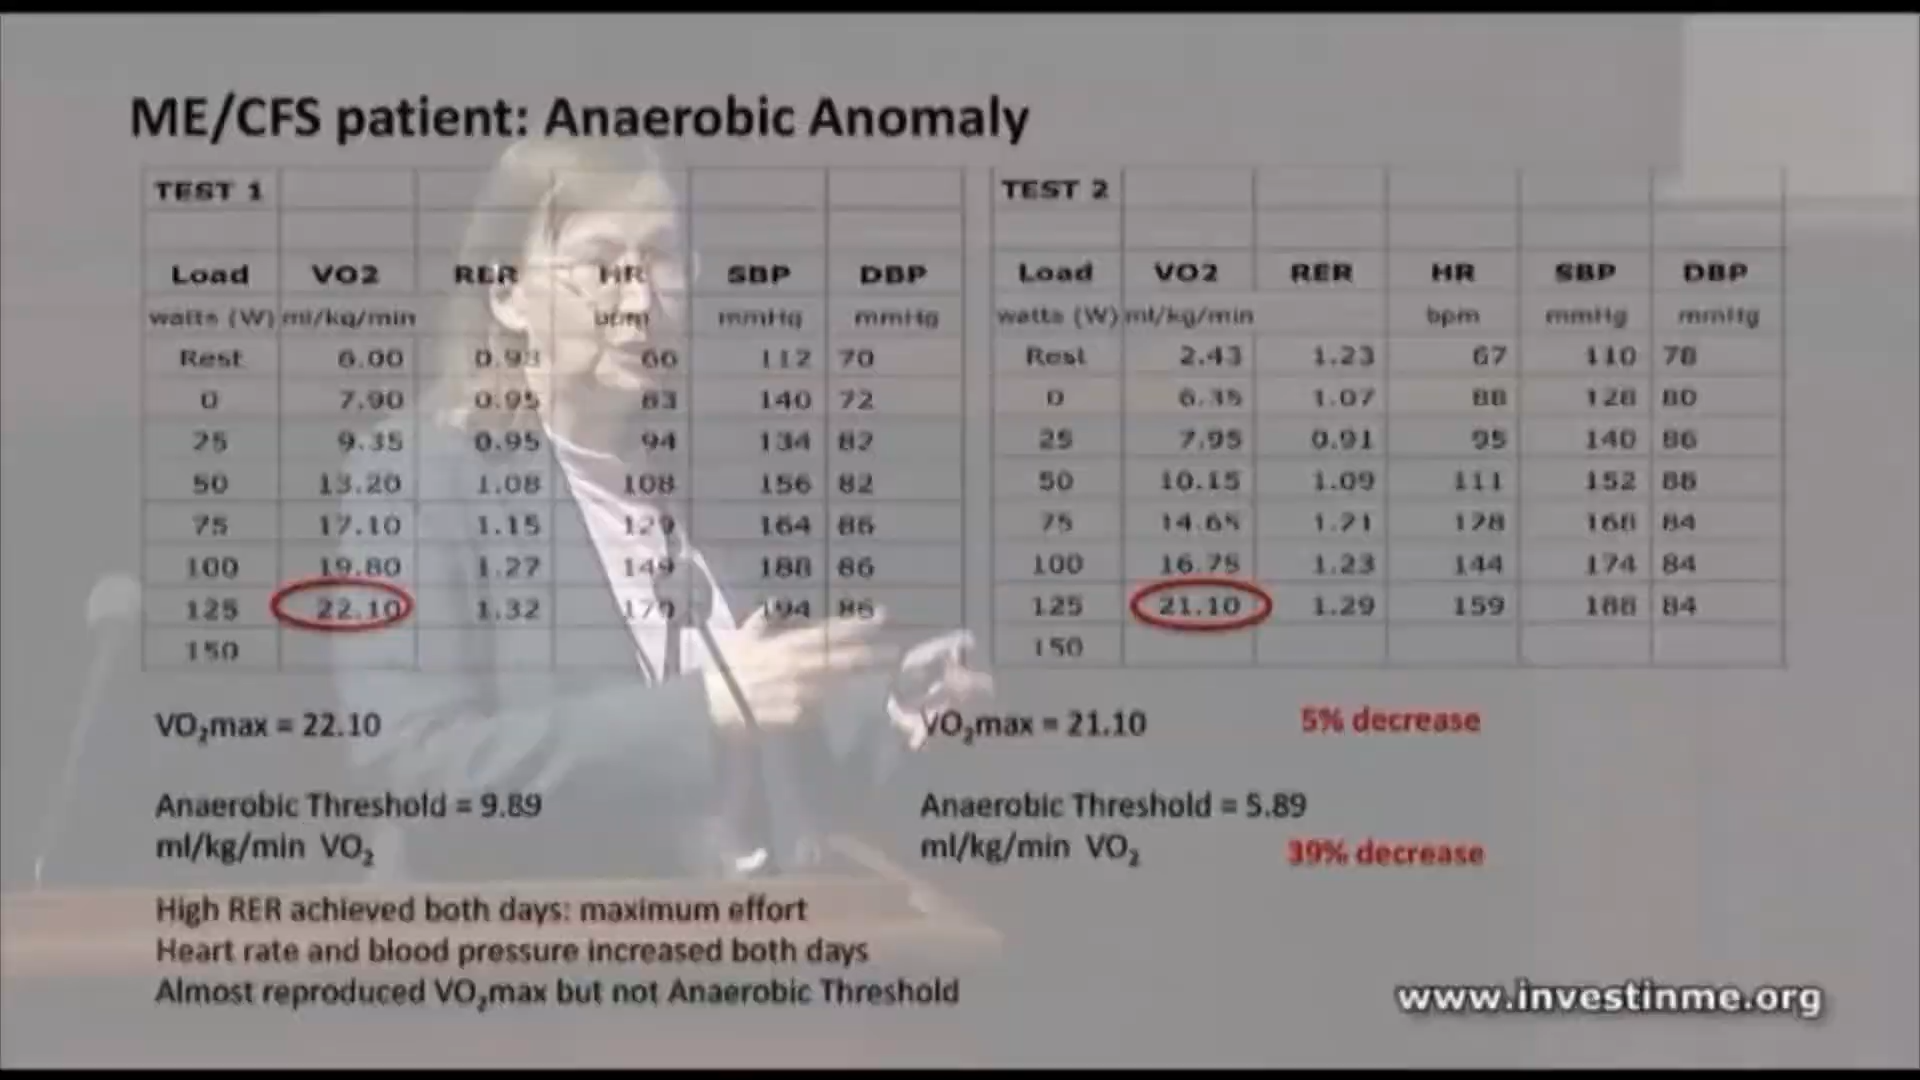 ME/CFS patient: Anaerobic Anomaly
TEST 1
Load VO2 RER HR SBP DBP
watts (W) ml/kg/min bpm mmHg mmHg
Rest 6.00 0.93 66 112 70
0 7.90 0.95 83 140 72
25 9.35 0.95 94 134 82
50 13.20 1.08 108 156 82
75 17.10 1.15 129 164 86
100 19.80 1.27 149 188 86
125 22.10 1.32 170 194 86
150
TEST 2
Load VO2 RER HR SBP DBP
watts (W) ml/kg/min bpm mmHg mmHg
Rest 2.43 1.23 67 110 78
0 6.35 1.07 88 128 80
25 7.95 0.91 95 140 86
50 10.15 1.09 111 152 86
75 14.65 1.21 128 168 84
100 16.75 1.23 144 174 84
125 21.10 1.29 159 188 84
150
VO₂max = 22.10
Anaerobic Threshold = 9.89
ml/kg/min VO₂
VO₂max = 21.10 5% decrease
Anaerobic Threshold = 5.89
ml/kg/min VO₂ 39% decrease
High RER achieved both days: maximum effort
Heart rate and blood pressure increased both days
Almost reproduced VO₂max but not Anaerobic Threshold
www.investinme.org